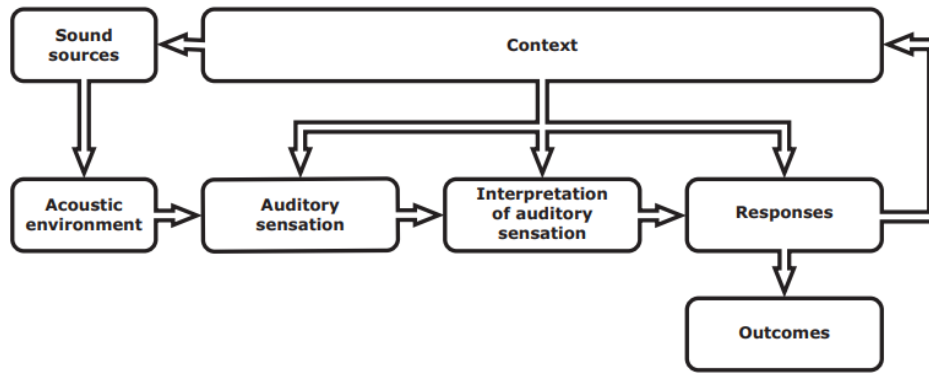 Sound
sources
Context
Acoustic
environment
Auditory
sensation
Interpretation
of auditory
sensation
Responses
Outcomes